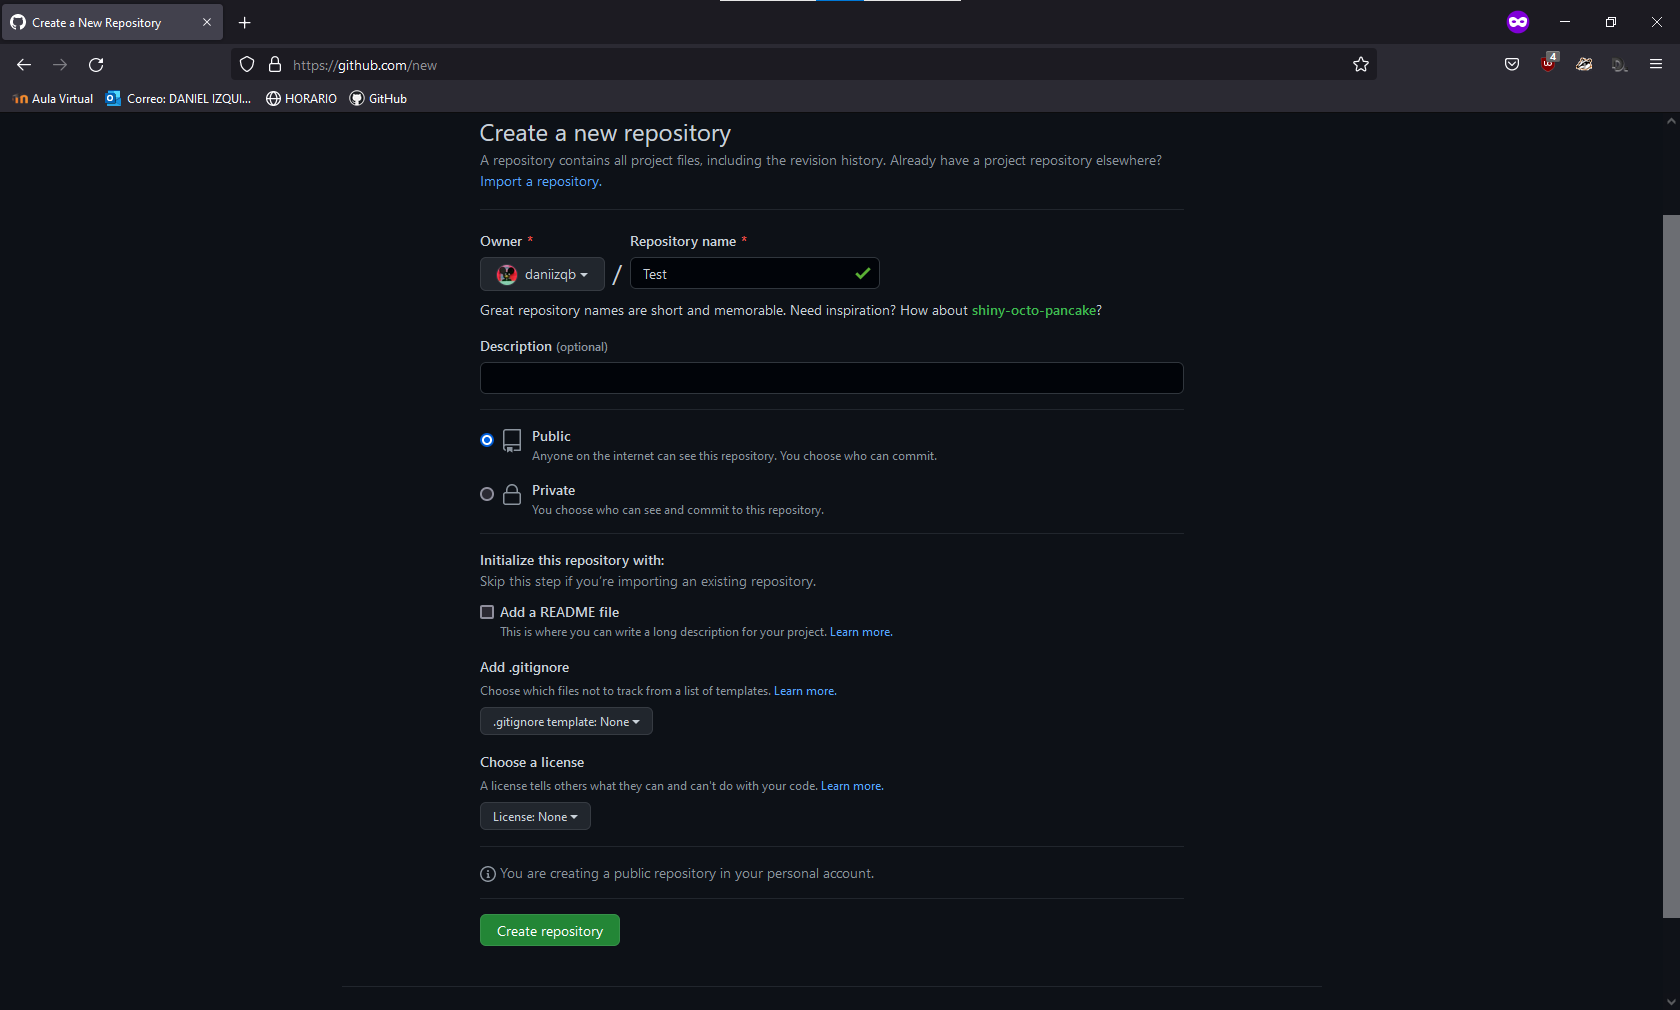 Create a New Repository
https://github.com/new
4
Aula Virtual
Correo: DANIEL IZQUI...
HORARIO
GitHub
Create a new repository
A repository contains all project files, including the revision history. Already have a project repository elsewhere?
Import a repository.
Owner *
Repository name *
daniizqb
/
Test
Great repository names are short and memorable. Need inspiration? How about shiny-octo-pancake?
Description (optional)
Public
Anyone on the internet can see this repository. You choose who can commit.
Private
You choose who can see and commit to this repository.
Initialize this repository with:
Skip this step if you're importing an existing repository.
Add a README file
This is where you can write a long description for your project. Learn more.
Add .gitignore
Choose which files not to track from a list of templates. Learn more.
.gitignore template: None
Choose a license
A license tells others what they can and can't do with your code. Learn more.
License: None
You are creating a public repository in your personal account.
Create repository